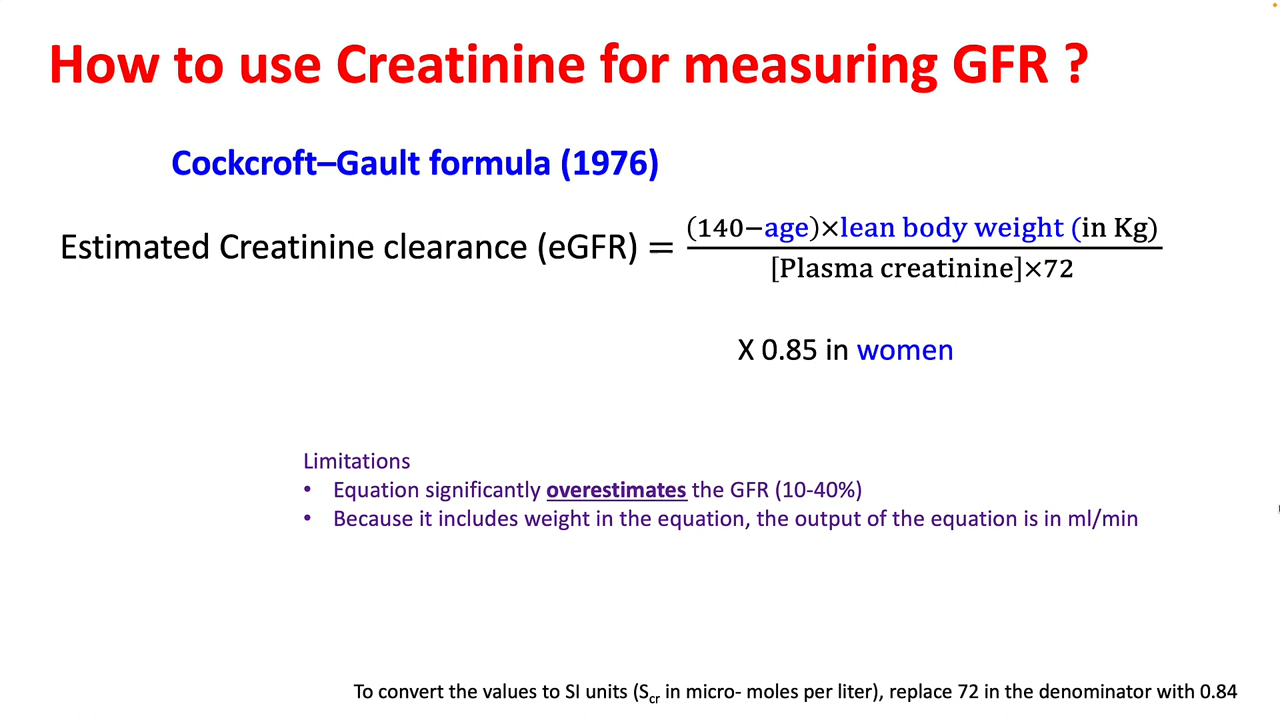 How to use Creatinine for measuring GFR ?
Cockcroft–Gault formula (1976)
Estimated Creatinine clearance (eGFR) = (140−age)×lean body weight (in Kg)
[Plasma creatinine]×72
X 0.85 in women
Limitations
• Equation significantly overestimates the GFR (10-40%)
• Because it includes weight in the equation, the output of the equation is in ml/min
To convert the values to SI units (Scr in micro- moles per liter), replace 72 in the denominator with 0.84